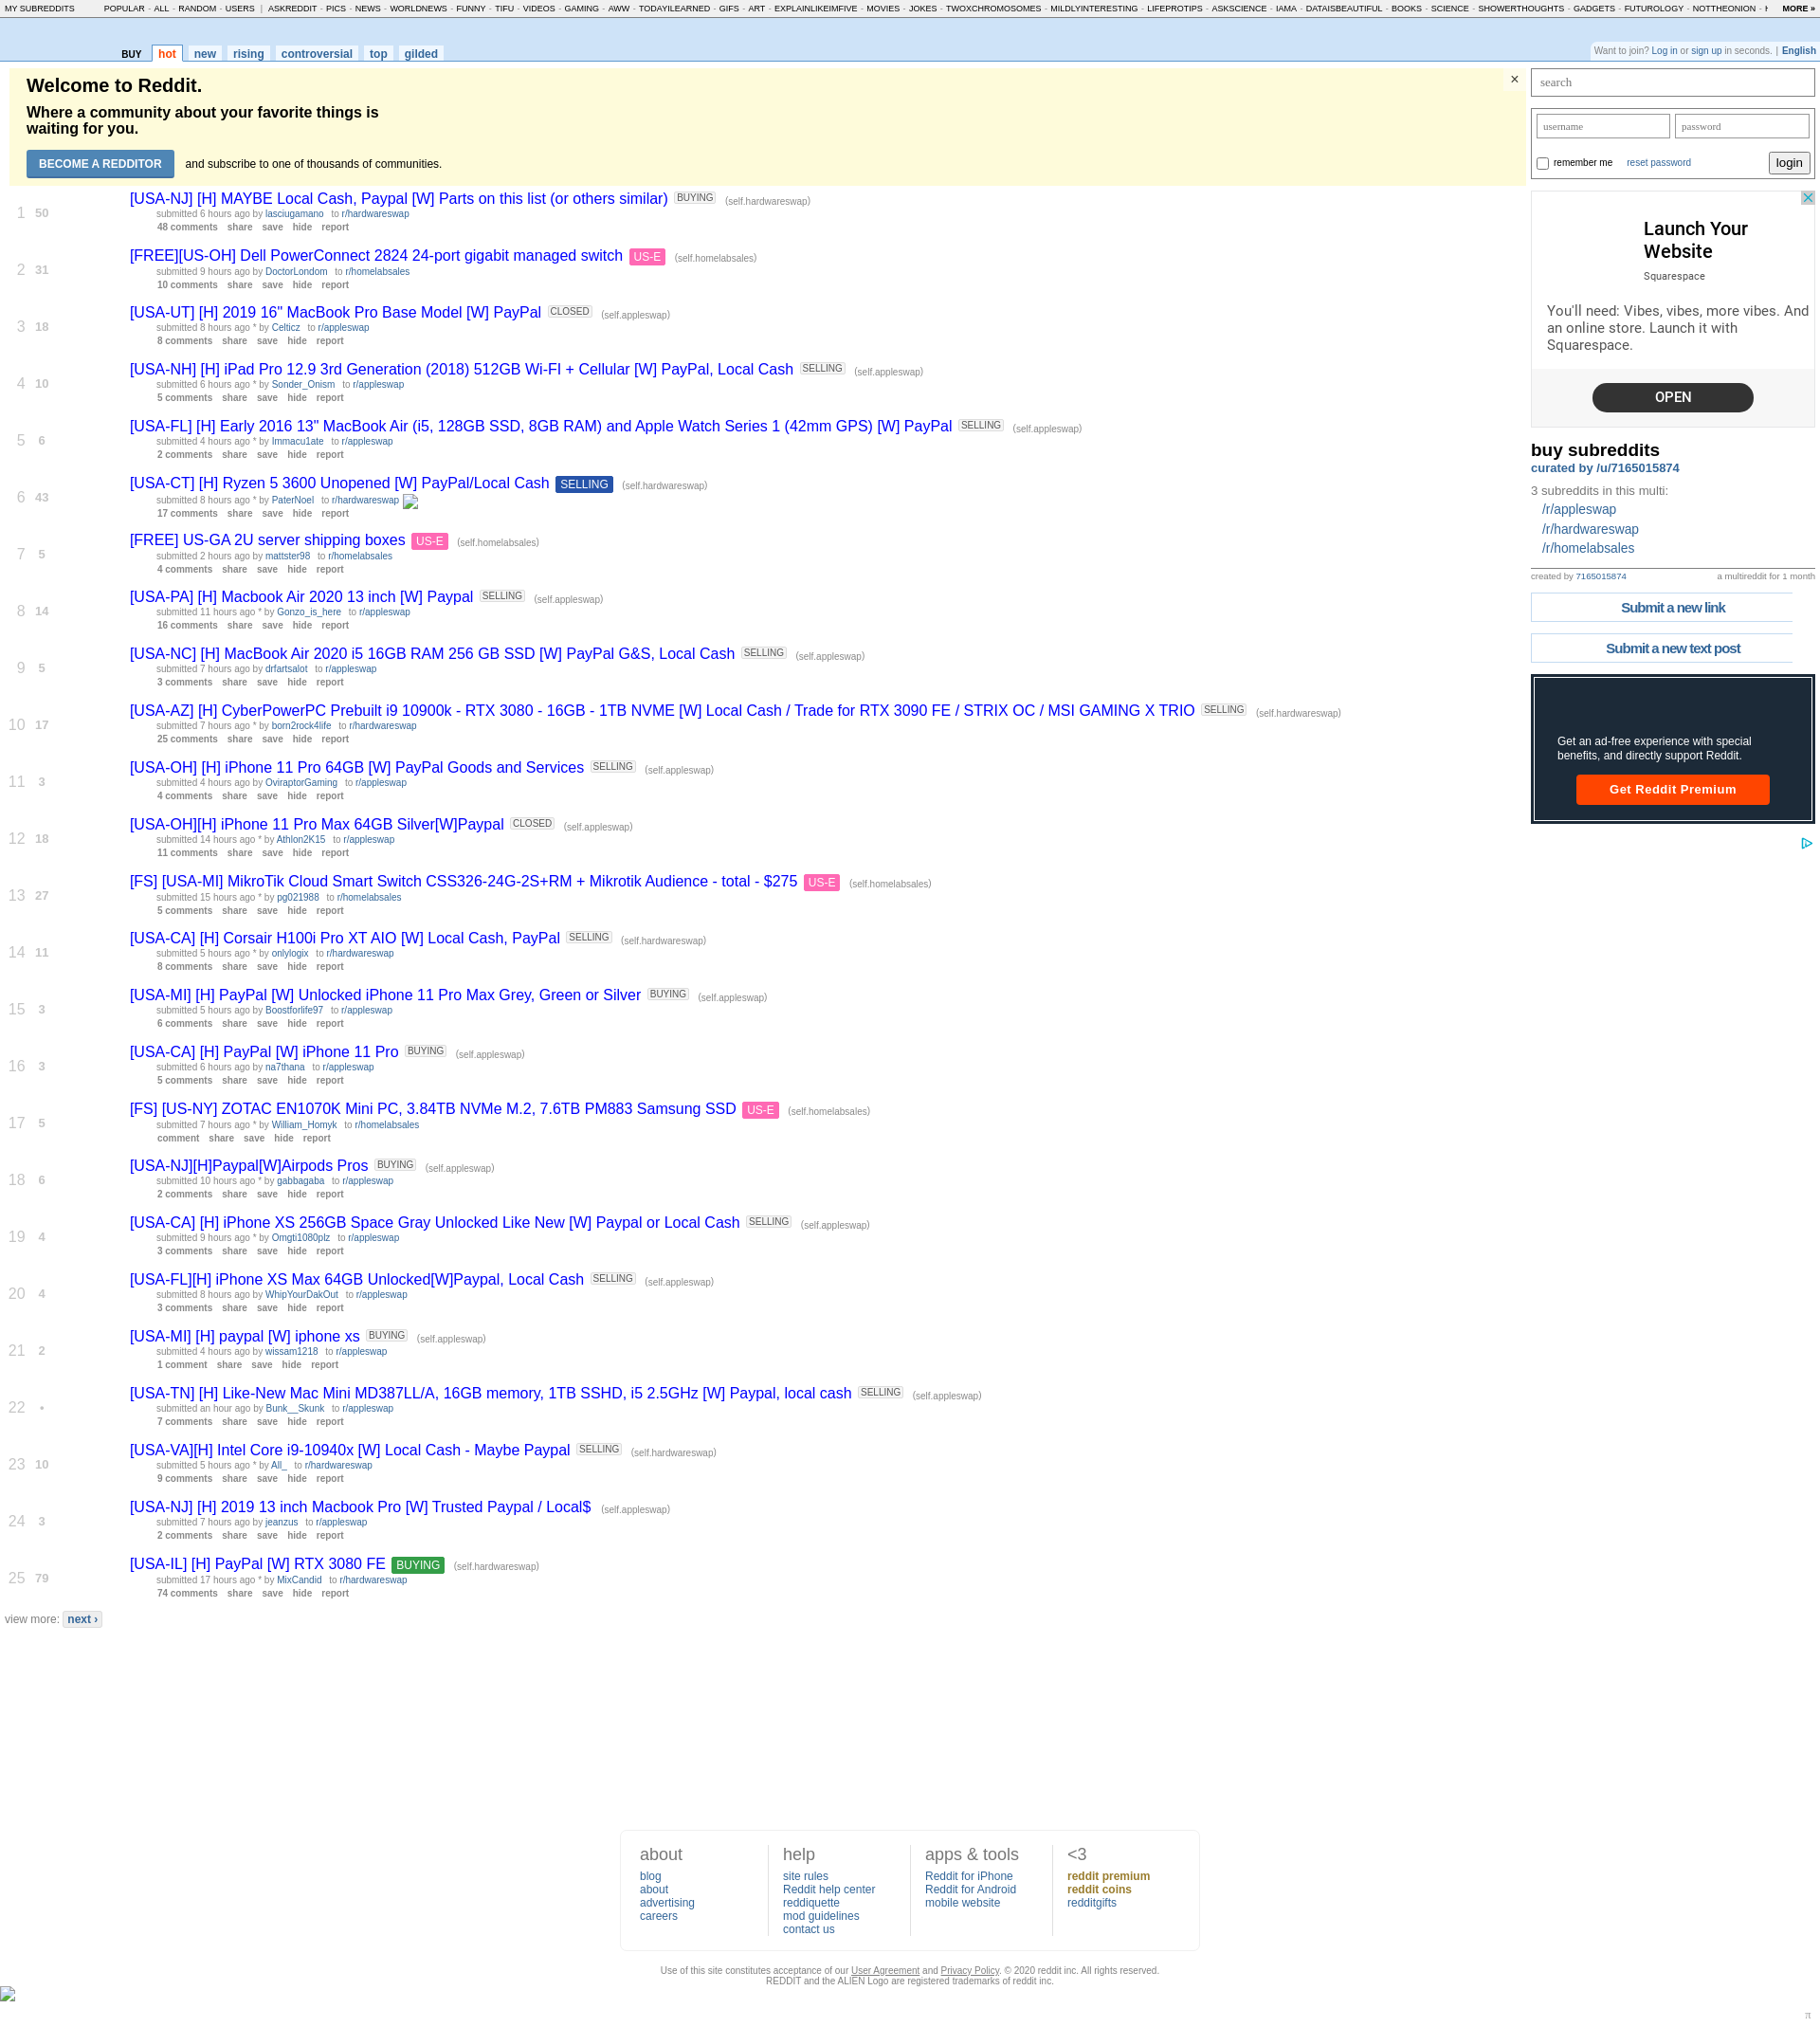 MY SUBREDDITS POPULAR - ALL - RANDOM - USERS | ASKREDDIT - PICS - NEWS - WORLDNEWS - FUNNY - TIFU - VIDEOS - GAMING - AWW - TODAYILEARNED - GIFS - ART - EXPLAINLIKEIMFIVE - MOVIES - JOKES - TWOXCHROMOSOMES - MILDLYINTERESTING - LIFEPROTIPS - ASKSCIENCE - IAMA - DATAISBEAUTIFUL - BOOKS - SCIENCE - SHOWERTHOUGHTS - GADGETS - FUTUROLOGY - NOTTHEONION - MORE »
BUY hot new rising controversial top gilded
Want to join? Log in or sign up in seconds. | English
Welcome to Reddit.
Where a community about your favorite things is
waiting for you.
BECOME A REDDITOR and subscribe to one of thousands of communities.
×
1 50 [USA-NJ] [H] MAYBE Local Cash, Paypal [W] Parts on this list (or others similar) BUYING (self.hardwareswap)
submitted 6 hours ago by lasciugamano to r/hardwareswap
48 comments share save hide report
2 31 [FREE][US-OH] Dell PowerConnect 2824 24-port gigabit managed switch US-E (self.homelabsales)
submitted 9 hours ago by DoctorLondom to r/homelabsales
10 comments share save hide report
3 18 [USA-UT] [H] 2019 16" MacBook Pro Base Model [W] PayPal CLOSED (self.appleswap)
submitted 8 hours ago * by Celticz to r/appleswap
8 comments share save hide report
4 10 [USA-NH] [H] iPad Pro 12.9 3rd Generation (2018) 512GB Wi-FI + Cellular [W] PayPal, Local Cash SELLING (self.appleswap)
submitted 6 hours ago * by Sonder_Onism to r/appleswap
5 comments share save hide report
5 6 [USA-FL] [H] Early 2016 13" MacBook Air (i5, 128GB SSD, 8GB RAM) and Apple Watch Series 1 (42mm GPS) [W] PayPal SELLING (self.appleswap)
submitted 4 hours ago * by Immacu1ate to r/appleswap
2 comments share save hide report
6 43 [USA-CT] [H] Ryzen 5 3600 Unopened [W] PayPal/Local Cash SELLING (self.hardwareswap)
submitted 8 hours ago * by PaterNoel to r/hardwareswap
17 comments share save hide report
7 5 [FREE] US-GA 2U server shipping boxes US-E (self.homelabsales)
submitted 2 hours ago by mattster98 to r/homelabsales
4 comments share save hide report
8 14 [USA-PA] [H] Macbook Air 2020 13 inch [W] Paypal SELLING (self.appleswap)
submitted 11 hours ago * by Gonzo_is_here to r/appleswap
16 comments share save hide report
9 5 [USA-NC] [H] MacBook Air 2020 i5 16GB RAM 256 GB SSD [W] PayPal G&S, Local Cash SELLING (self.appleswap)
submitted 7 hours ago by drfartsalot to r/appleswap
3 comments share save hide report
10 17 [USA-AZ] [H] CyberPowerPC Prebuilt i9 10900k - RTX 3080 - 16GB - 1TB NVME [W] Local Cash / Trade for RTX 3090 FE / STRIX OC / MSI GAMING X TRIO SELLING (self.hardwareswap)
submitted 7 hours ago * by born2rock4life to r/hardwareswap
25 comments share save hide report
11 3 [USA-OH] [H] iPhone 11 Pro 64GB [W] PayPal Goods and Services SELLING (self.appleswap)
submitted 4 hours ago by OviraptorGaming to r/appleswap
4 comments share save hide report
12 18 [USA-OH][H] iPhone 11 Pro Max 64GB Silver[W]Paypal CLOSED (self.appleswap)
submitted 14 hours ago * by Athlon2K15 to r/appleswap
11 comments share save hide report
13 27 [FS] [USA-MI] MikroTik Cloud Smart Switch CSS326-24G-2S+RM + Mikrotik Audience - total - $275 US-E (self.homelabsales)
submitted 15 hours ago * by pg021988 to r/homelabsales
5 comments share save hide report
14 11 [USA-CA] [H] Corsair H100i Pro XT AIO [W] Local Cash, PayPal SELLING (self.hardwareswap)
submitted 5 hours ago * by onlylogix to r/hardwareswap
8 comments share save hide report
15 3 [USA-MI] [H] PayPal [W] Unlocked iPhone 11 Pro Max Grey, Green or Silver BUYING (self.appleswap)
submitted 5 hours ago by Boostforlife97 to r/appleswap
6 comments share save hide report
16 3 [USA-CA] [H] PayPal [W] iPhone 11 Pro BUYING (self.appleswap)
submitted 6 hours ago by na7thana to r/appleswap
5 comments share save hide report
17 5 [FS] [US-NY] ZOTAC EN1070K Mini PC, 3.84TB NVMe M.2, 7.6TB PM883 Samsung SSD US-E (self.homelabsales)
submitted 7 hours ago * by William_Homyk to r/homelabsales
comment share save hide report
18 6 [USA-NJ][H]Paypal[W]Airpods Pros BUYING (self.appleswap)
submitted 10 hours ago * by gabbagaba to r/appleswap
2 comments share save hide report
19 4 [USA-CA] [H] iPhone XS 256GB Space Gray Unlocked Like New [W] Paypal or Local Cash SELLING (self.appleswap)
submitted 9 hours ago * by Omgti1080plz to r/appleswap
3 comments share save hide report
20 4 [USA-FL][H] iPhone XS Max 64GB Unlocked[W]Paypal, Local Cash SELLING (self.appleswap)
submitted 8 hours ago by WhipYourDakOut to r/appleswap
3 comments share save hide report
21 2 [USA-MI] [H] paypal [W] iphone xs BUYING (self.appleswap)
submitted 4 hours ago by wissam1218 to r/appleswap
1 comment share save hide report
22 • [USA-TN] [H] Like-New Mac Mini MD387LL/A, 16GB memory, 1TB SSHD, i5 2.5GHz [W] Paypal, local cash SELLING (self.appleswap)
submitted an hour ago by Bunk__Skunk to r/appleswap
7 comments share save hide report
23 10 [USA-VA][H] Intel Core i9-10940x [W] Local Cash - Maybe Paypal SELLING (self.hardwareswap)
submitted 5 hours ago * by All_ to r/hardwareswap
9 comments share save hide report
24 3 [USA-NJ] [H] 2019 13 inch Macbook Pro [W] Trusted Paypal / Local$ (self.appleswap)
submitted 7 hours ago by jeanzus to r/appleswap
2 comments share save hide report
25 79 [USA-IL] [H] PayPal [W] RTX 3080 FE BUYING (self.hardwareswap)
submitted 17 hours ago * by MixCandid to r/hardwareswap
74 comments share save hide report
view more: next ›
search
username password
remember me reset password login
Launch Your
Website
Squarespace
You'll need: Vibes, vibes, more vibes. And
an online store. Launch it with
Squarespace.
OPEN
buy subreddits
curated by /u/7165015874
3 subreddits in this multi:
/r/appleswap
/r/hardwareswap
/r/homelabsales
created by 7165015874 a multireddit for 1 month
Submit a new link
Submit a new text post
Get an ad-free experience with special
benefits, and directly support Reddit.
Get Reddit Premium
about
blog
about
advertising
careers
help
site rules
Reddit help center
reddiquette
mod guidelines
contact us
apps & tools
Reddit for iPhone
Reddit for Android
mobile website
<3
reddit premium
reddit coins
redditgifts
Use of this site constitutes acceptance of our User Agreement and Privacy Policy. © 2020 reddit inc. All rights reserved.
REDDIT and the ALIEN Logo are registered trademarks of reddit inc.
π